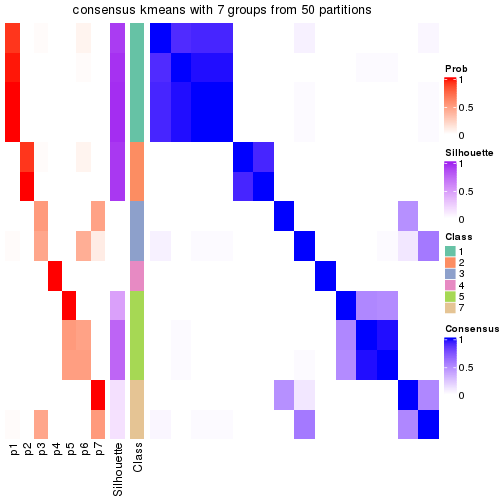 consensus kmeans with 7 groups from 50 partitions
Prob
1
0.5
0
Silhouette
1
0.5
0
Class
1
2
3
4
5
7
Consensus
1
0.5
0
p1
p2
p3
p4
p5
p6
p7
Silhouette
Class